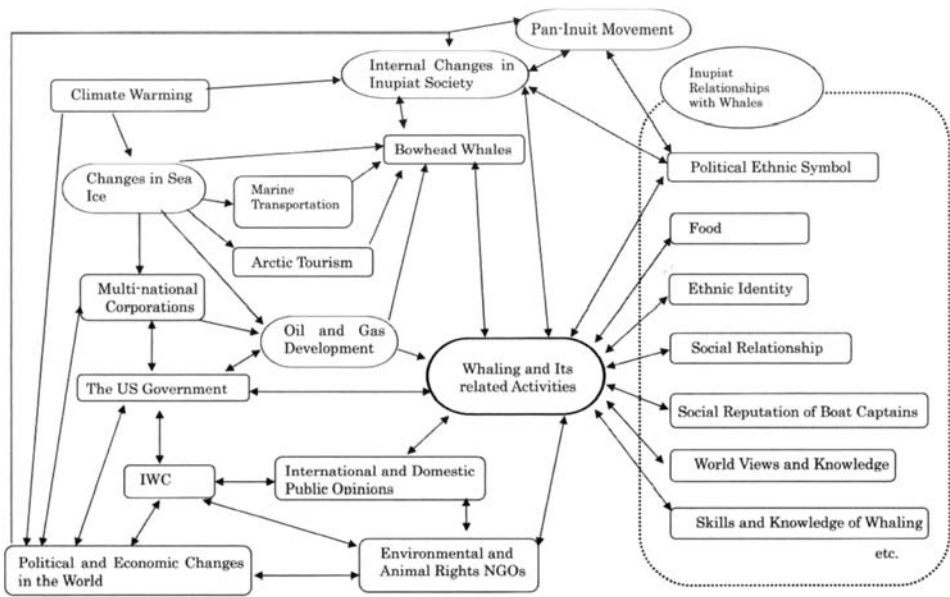 Pan-Inuit Movement
Internal Changes in
Inupiat Society
Inupiat
Relationships
with Whales
Climate Warming
Bowhead Whales
Political Ethnic Symbol
Changes in Sea
Ice
Marine
Transportation
Food
Arctic Tourism
Multi-national
Corporations
Ethnic Identity
Oil and Gas
Development
Social Relationship
Whaling and Its
related Activities
The US Government
Social Reputation of Boat Captains
World Views and Knowledge
IWC
International and Domestic
Public Opinions
Skills and Knowledge of Whaling
etc.
Political and Economic Changes
in the World
Environmental and
Animal Rights NGOs